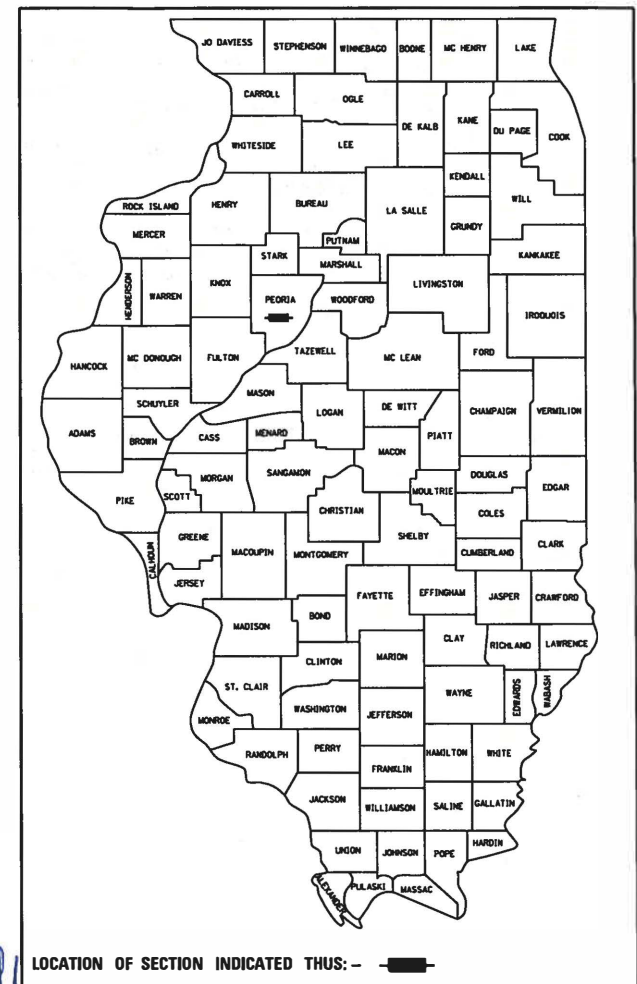 JO DAVIESS STEPHENSON WINNEBAGO BOONE MC HENRY LAKE
CARROLL OGLE DE KALB KANE DU PAGE COOK
WHITESIDE LEE
KENDALL WILL
ROCK ISLAND HENRY BUREAU LA SALLE GRUNDY
MERCER PUTNAM
STARK MARSHALL KANKAKEE
HENDERSON WARREN KNOX PEORIA WOODFORD LIVINGSTON IROQUOIS
HANCOCK MC DONOUGH FULTON TAZEWELL MC LEAN FORD
MASON
SCHUYLER LOGAN DE WITT CHAMPAIGN VERMILION
ADAMS BROWN CASS MENARD MACON PIATT
PIKE SCOTT MORGAN SANGAMON MOULTRIE DOUGLAS EDGAR
CHRISTIAN COLES
CALHOUN GREENE MACOUPIN MONTGOMERY SHELBY CUMBERLAND CLARK
JERSEY
FAYETTE EFFINGHAM JASPER CRAWFORD
MADISON BOND
CLAY RICHLAND LAWRENCE
CLINTON MARION
ST. CLAIR WAYNE EDWARDS WABASH
MONROE WASHINGTON JEFFERSON
RANDOLPH PERRY HAMILTON WHITE
FRANKLIN
JACKSON WILLIAMSON SALINE GALLATIN
UNION JOHNSON POPE HARDIN
ALEXANDER PULASKI MASSAC
LOCATION OF SECTION INDICATED THUS: –